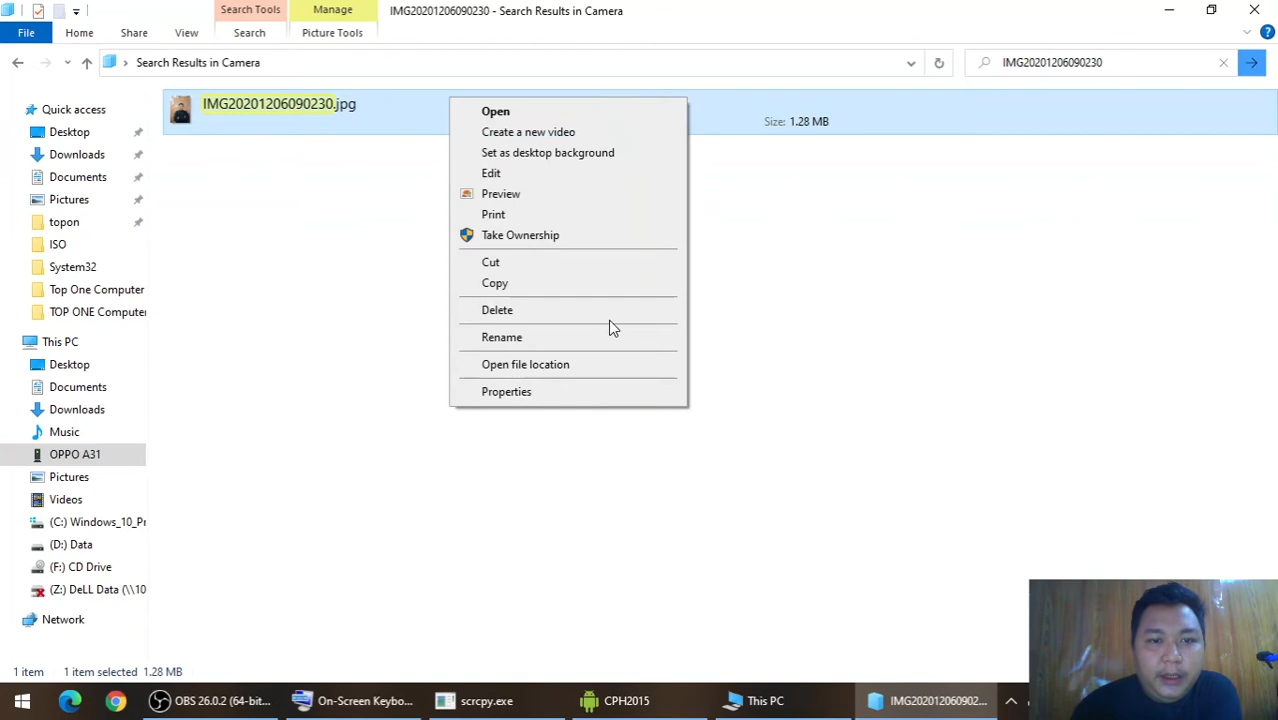 Search Tools
Manage
IMG20201206090230 - Search Results in Camera
File
Home
Share
View
Search
Picture Tools
Search Results in Camera
IMG20201206090230
Quick access
Desktop
Downloads
Documents
Pictures
topon
ISO
System32
Top One Computer
TOP ONE Compute
This PC
Desktop
Documents
Downloads
Music
OPPO A31
Pictures
Videos
(C:) Windows_10_Pr
(D:) Data
(F:) CD Drive
(Z:) DeLL Data (\\10
Network
IMG20201206090230.jpg
Size: 1.28 MB
Open
Create a new video
Set as desktop background
Edit
Preview
Print
Take Ownership
Cut
Copy
Delete
Rename
Open file location
Properties
1 item
1 item selected 1.28 MB
OBS 26.0.2 (64-bit...
On-Screen Keybo...
scrcpy.exe
CPH2015
This PC
IMG202012060902...